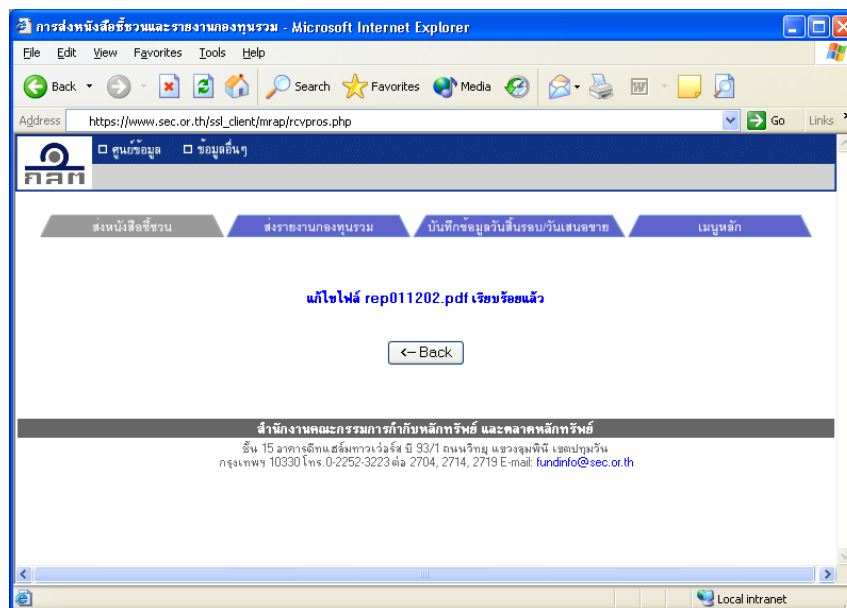 การส่งหนังสือชี้ชวนและรายงานกองทุนรวม - Microsoft Internet Explorer
File Edit View Favorites Tools Help
Back Search Favorites Media
Address https://www.sec.or.th/ssl_client/mrap/rcvpros.php Go Links
ศูนย์ข้อมูล ข้อมูลอื่นๆ
กลต
ส่งหนังสือชี้ชวน ส่งรายงานกองทุนรวม บันทึกข้อมูลวันสิ้นรอบ/วันเสนอขาย เมนูหลัก
แก้ไขไฟล์ rep011202.pdf เรียบร้อยแล้ว
<-- Back
สำนักงานคณะกรรมการกำกับหลักทรัพย์ และตลาดหลักทรัพย์
ชั้น 15 อาคารดีทแฮล์มทาวเว่อร์ส บี 93/1 ถนนวิทยุ แขวงลุมพินี เขตปทุมวัน
กรุงเทพฯ 10330 โทร.0-2252-3223 ต่อ 2704, 2714, 2719 E-mail: fundinfo@sec.or.th
Local intranet